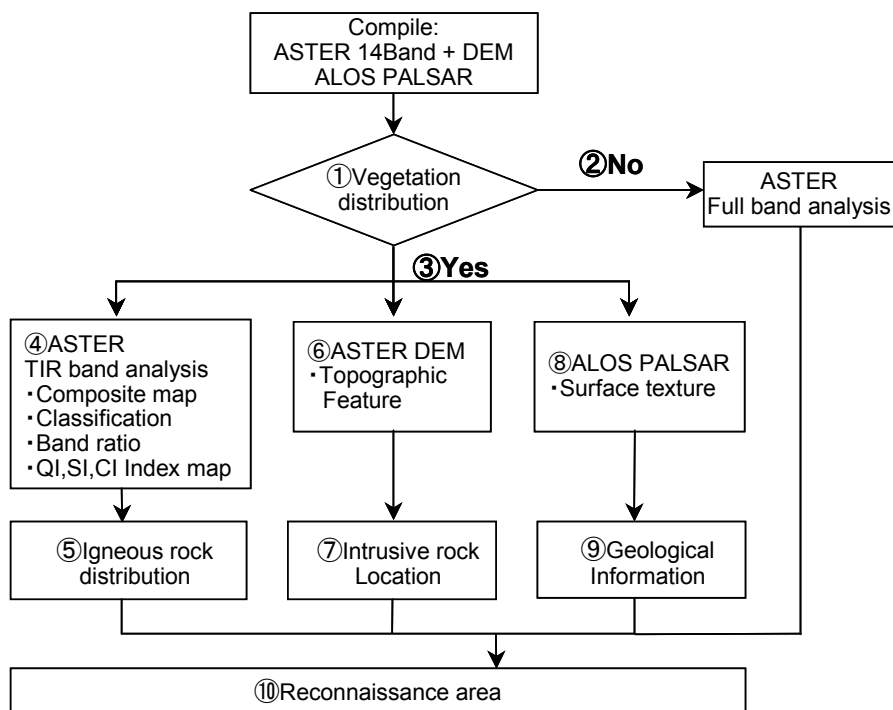 Compile:
ASTER 14Band + DEM
ALOS PALSAR
①Vegetation
distribution
②No
ASTER
Full band analysis
③Yes
④ASTER
TIR band analysis
・Composite map
・Classification
・Band ratio
・QI,SI,CI Index map
⑥ASTER DEM
・Topographic
Feature
⑧ALOS PALSAR
・Surface texture
⑤Igneous rock
distribution
⑦Intrusive rock
Location
⑨Geological
Information
⑩Reconnaissance area